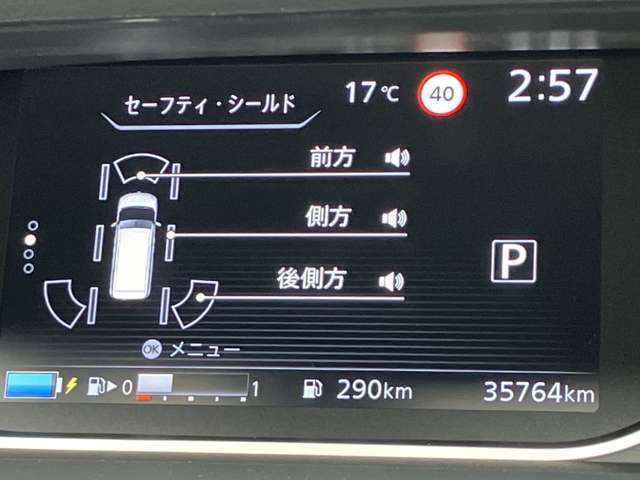 セーフティ・シールド 17℃ 40 2:57
前方
側方
P
後側方
OK メニュー
0 1 290km 35764km